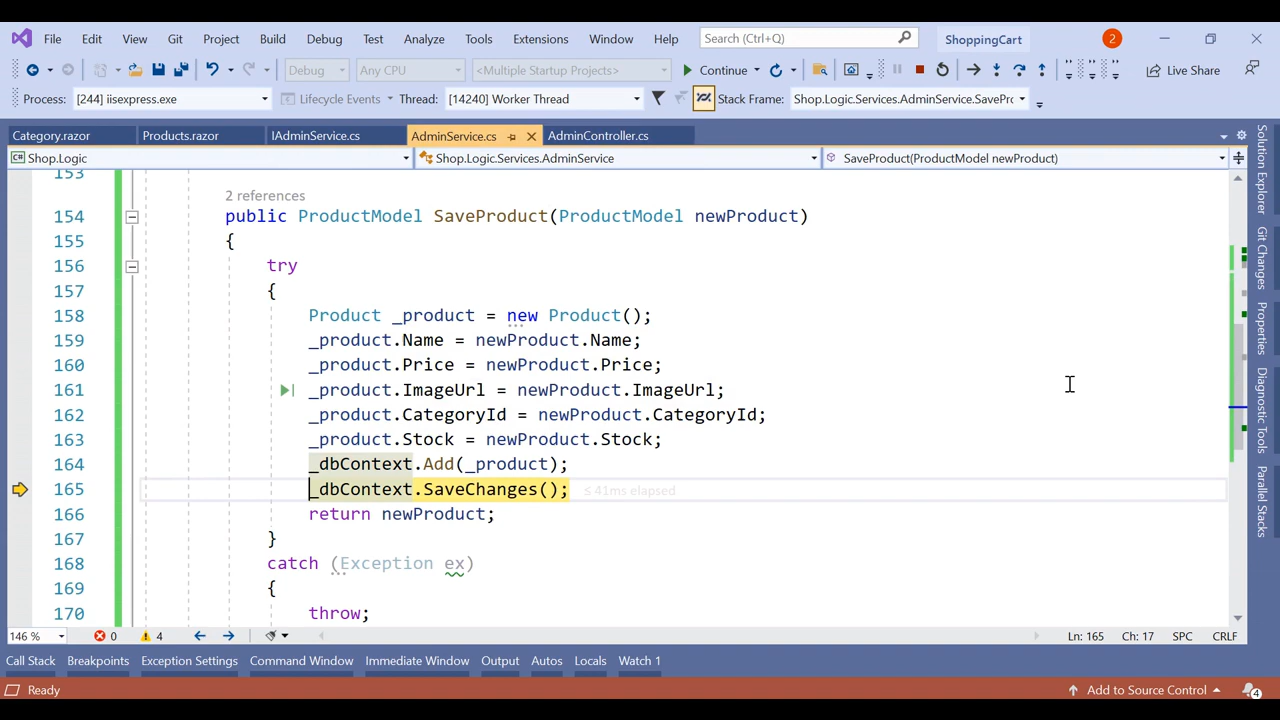 File Edit View Git Project Build Debug Test Analyze Tools Extensions Window Help Search (Ctrl+Q) ShoppingCart 2
Debug Any CPU <Multiple Startup Projects> Continue Live Share
Process: [244] iisexpress.exe Lifecycle Events Thread: [14240] Worker Thread Stack Frame: Shop.Logic.Services.AdminService.SavePr
Category.razor Products.razor IAdminService.cs AdminService.cs AdminController.cs
Shop.Logic Shop.Logic.Services.AdminService SaveProduct(ProductModel newProduct)
153
2 references
154 public ProductModel SaveProduct(ProductModel newProduct)
155 {
156 try
157 {
158 Product _product = new Product();
159 _product.Name = newProduct.Name;
160 _product.Price = newProduct.Price;
161 _product.ImageUrl = newProduct.ImageUrl;
162 _product.CategoryId = newProduct.CategoryId;
163 _product.Stock = newProduct.Stock;
164 _dbContext.Add(_product);
165 _dbContext.SaveChanges(); ≤ 41ms elapsed
166 return newProduct;
167 }
168 catch (Exception ex)
169 {
170 throw;
Solution Explorer
Git Changes
Properties
Diagnostic Tools
Parallel Stacks
146 % 0 4 Ln: 165 Ch: 17 SPC CRLF
Call Stack Breakpoints Exception Settings Command Window Immediate Window Output Autos Locals Watch 1
Ready Add to Source Control 4